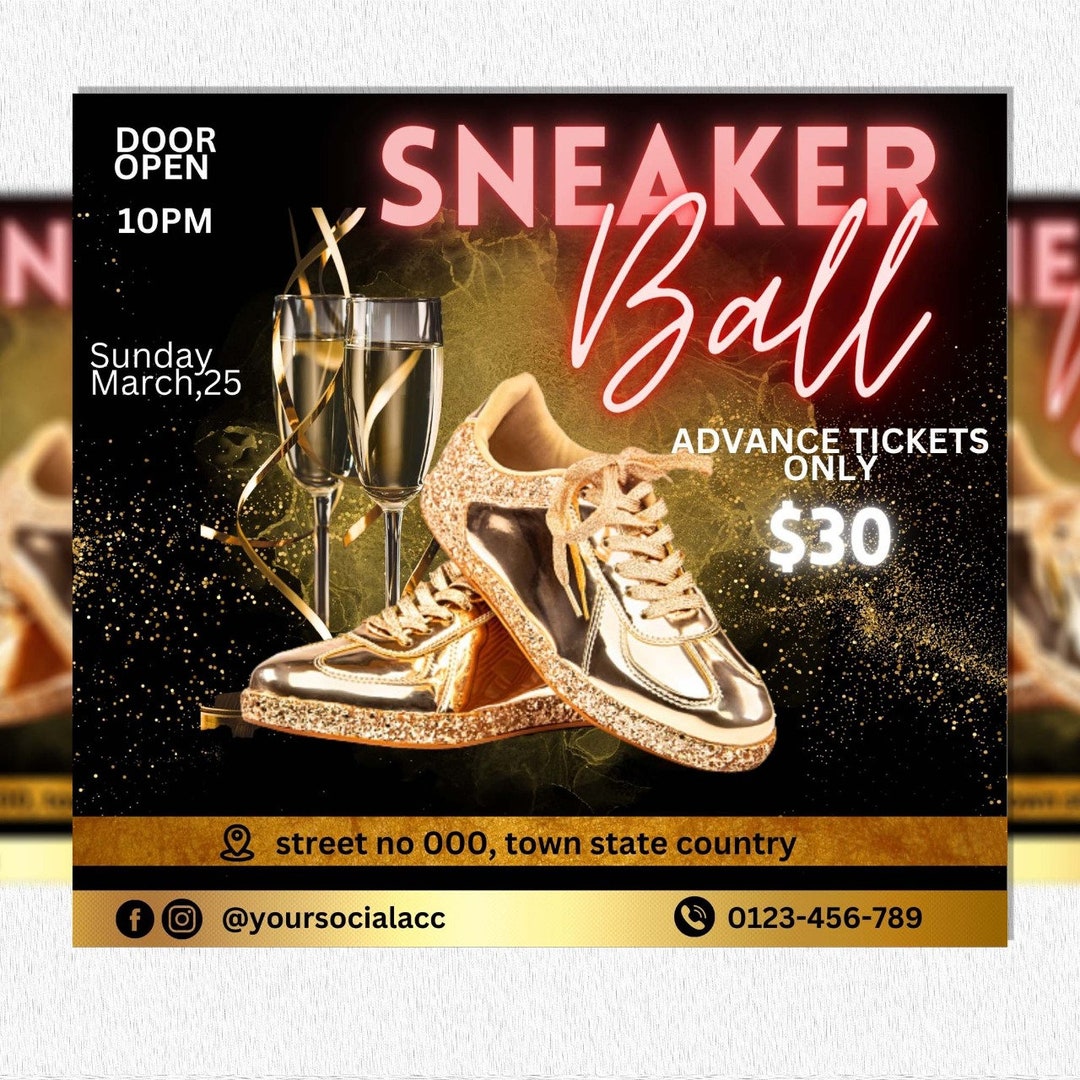 DOOR
OPEN
10PM
SNEAKER
Ball
Sunday
March,25
ADVANCE TICKETS
ONLY
$30
street no 000, town state country
@yoursocialacc
0123-456-789